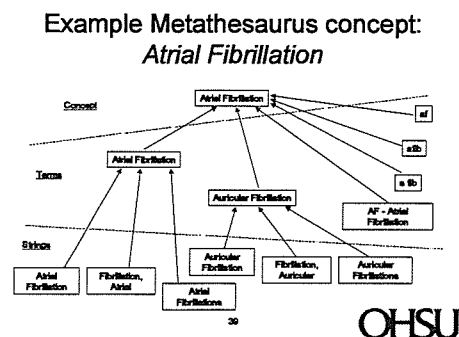 Example Metathesaurus concept:
Atrial Fibrillation
Concept
Atrial Fibrillation
af
afib
a fib
Terms
Atrial Fibrillation
Auricular Fibrillation
AF - Atrial
Fibrillation
Strings
Atrial
Fibrillation
Fibrillation,
Atrial
Atrial
Fibrillations
Auricular
Fibrillation
Fibrillation,
Auricular
Auricular
Fibrillations
39
OHSU